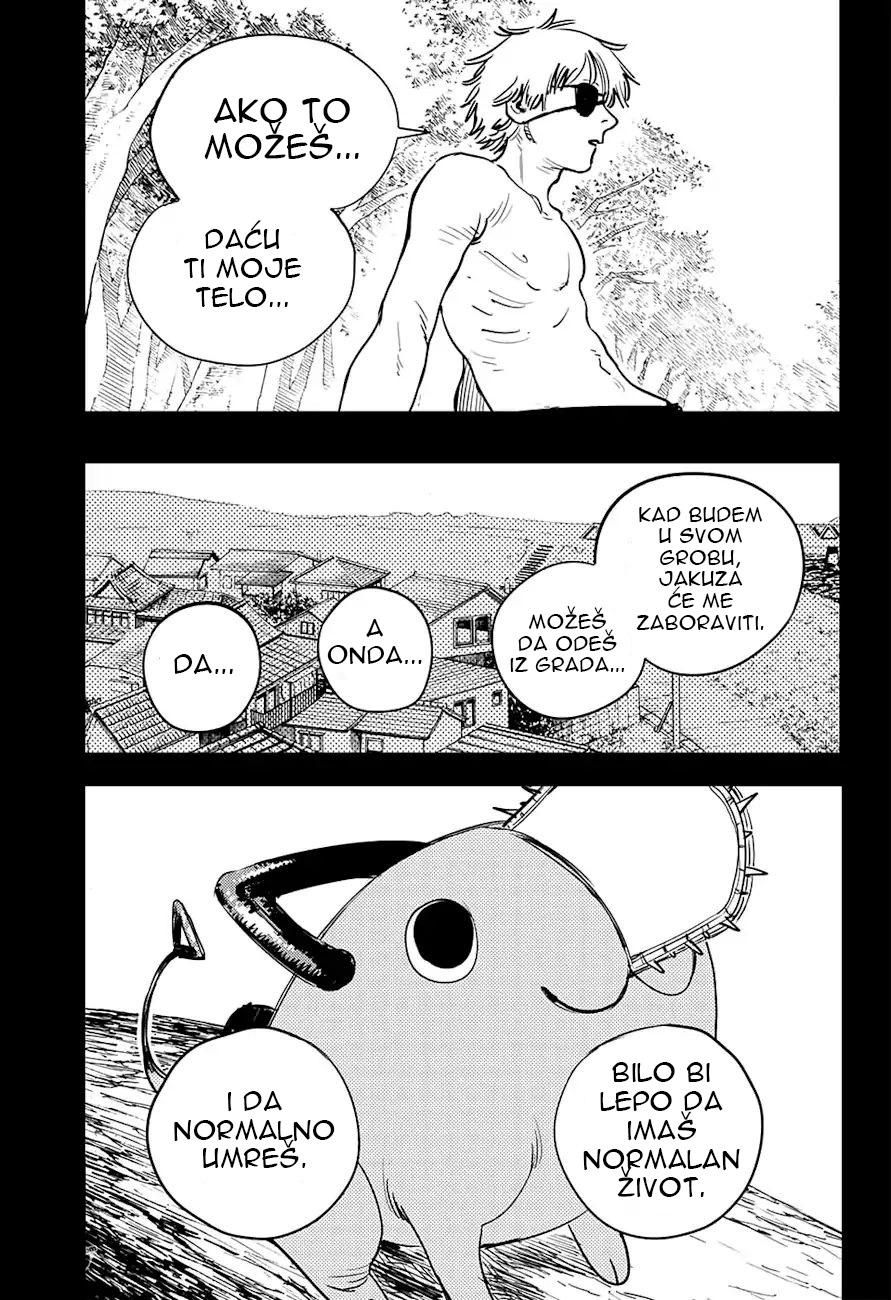 AKO TO
MOŽEŠ...
DAĆU
TI MOJE
TELO...
KAD BUDEM
U SVOM
GROBU,
JAKUZA
ĆE ME
ZABORAVITI.
MOŽEŠ
DA ODEŠ
IZ GRADA...
A
ONDA...
DA...
BILO BI
LEPO DA
IMAŠ
NORMALAN
ŽIVOT.
I DA
NORMALNO
UMREŠ.